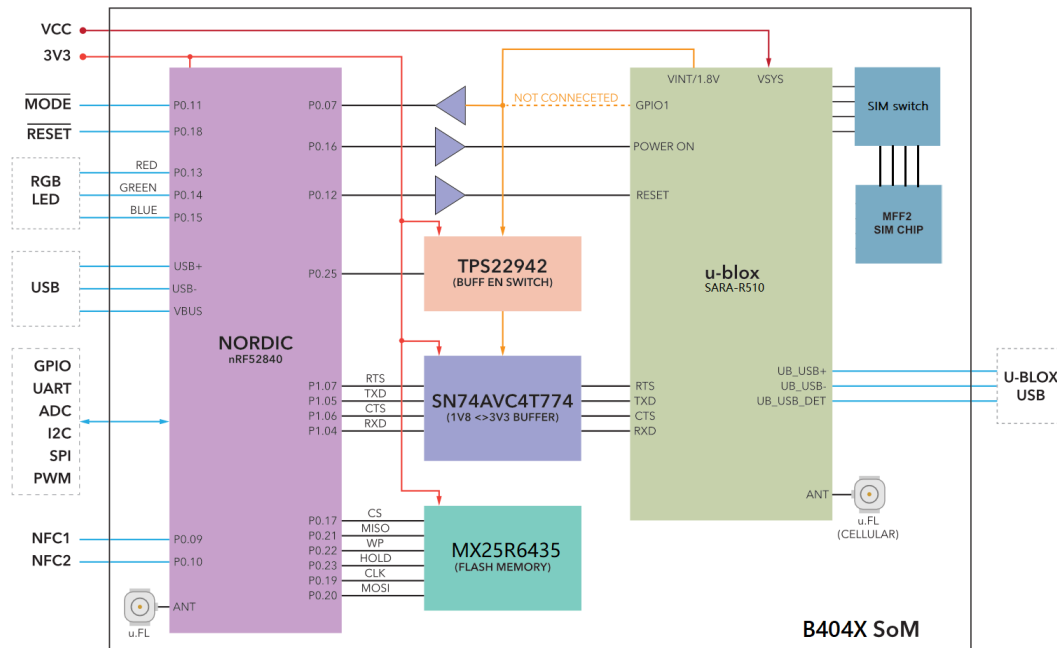 VCC
3V3
MODE
RESET
RGB
LED
RED
GREEN
BLUE
USB
GPIO
UART
ADC
I2C
SPI
PWM
NFC1
NFC2
P0.11
P0.18
P0.13
P0.14
P0.15
USB+
USB-
VBUS
NORDIC
nRF52840
P0.09
P0.10
ANT
u.FL
P0.07
P0.16
P0.12
P0.25
P1.07
P1.05
P1.06
P1.04
P0.17
P0.21
P0.22
P0.23
P0.19
P0.20
RTS
TXD
CTS
RXD
CS
MISO
WP
HOLD
CLK
MOSI
NOT CONNECETED
TPS22942
(BUFF EN SWITCH)
SN74AVC4T774
(1V8 <>3V3 BUFFER)
MX25R6435
(FLASH MEMORY)
VINT/1.8V
VSYS
GPIO1
POWER ON
RESET
u-blox
SARA-R510
RTS
TXD
CTS
RXD
UB_USB+
UB_USB-
UB_USB_DET
ANT
u.FL
(CELLULAR)
SIM switch
MFF2
SIM CHIP
U-BLOX
USB
B404X SoM